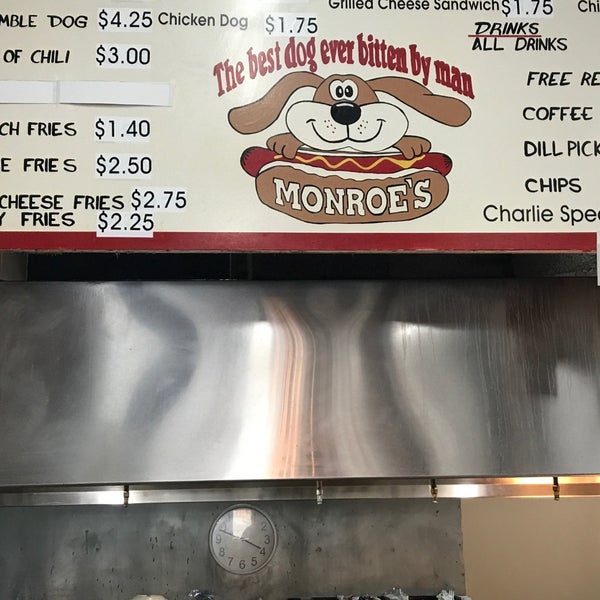 MBLE DOG $4.25
OF CHILI $3.00
CH FRIES $1.40
E FRIES $2.50
CHEESE FRIES $2.75
Y FRIES $2.25
Chicken Dog $1.75
The best dog ever bitten by man
MONROE'S
Grilled Cheese Sandwich $1.75
Chi
DRINKS
ALL DRINKS
FREE RE
COFFEE
DILL PICK
CHIPS
Charlie Spe